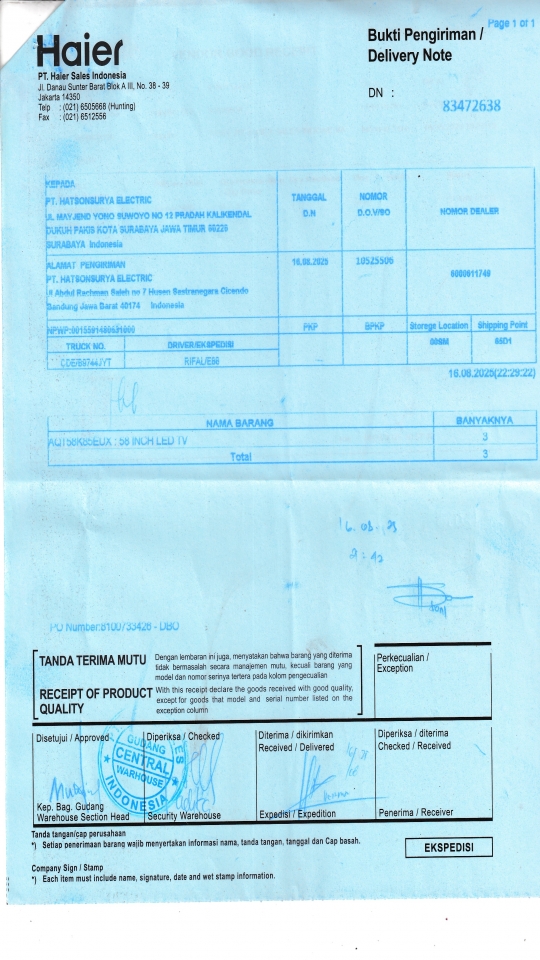 Page 1 of 1
Haier
Bukti Pengiriman /
Delivery Note
PT. Haier Sales Indonesia
Jl. Danau Sunter Barat Blok A III, No. 38 - 39
Jakarta 14350
Telp : (021) 6505668 (Hunting)
Fax : (021) 6512556
DN :
83472638
KEPADA
PT. HATSONSURYA ELECTRIC
JL MAYJEND YONO SUWOYO NO 12 PRADAH KALIKENDAL
DUKUH PAKIS KOTA SURABAYA JAWA TIMUR 60229
SURABAYA Indonesia
TANGGAL
D.N
NOMOR
D.O.V/SO
NOMOR DEALER
ALAMAT PENGIRIMAN
PT. HATSONSURYA ELECTRIC
Jl Abdul Rachman Saleh no 7 Husen Sastranegara Cicendo
Bandung Jawa Barat 40174 Indonesia
16.08.2025
10525506
6000911749
PKP
BPKP
Storege Location
Shipping Point
TRUCK NO.
DRIVER/EKSPEDISI
65D1
RIFAL/E86
16.08.2025(22:29:22)
NAMA BARANG
BANYAKNYA
AQT58K85EUX : 58 INCH LED TV
3
Total
3
PO Number:8100733426 - DBO
TANDA TERIMA MUTU
Dengan lembaran ini juga, menyatakan bahwa barang yang diterima
tidak bermasalah secara manajemen mutu, kecuali barang yang
model dan nomor serinya tertera pada kolom pengecualian
RECEIPT OF PRODUCT
QUALITY
With this receipt declare the goods received with good quality,
except for goods that model and serial number listed on the
exception column
Perkecualian /
Exception
Disetujui / Approved
Diperiksa / Checked
Diterima / dikirimkan
Received / Delivered
Diperiksa / diterima
Checked / Received
GUDANG
CENTRAL
WAREHOUSE
INDONESIA
Kep. Bag. Gudang
Warehouse Section Head
Security Warehouse
Expedisi / Expedition
Penerima / Receiver
Tanda tangan/cap perusahaan
*) Setiap penerimaan barang wajib menyertakan informasi nama, tanda tangan, tanggal dan Cap basah.
EKSPEDISI
Company Sign / Stamp
*) Each item must include name, signature, date and wet stamp information.